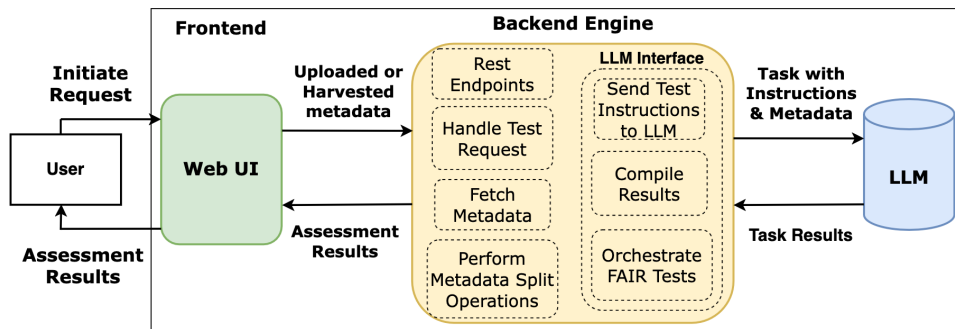 Frontend
Backend Engine
Initiate
Request
User
Assessment
Results
Web UI
Uploaded or
Harvested
metadata
Assessment
Results
Rest
Endpoints
Handle Test
Request
Fetch
Metadata
Perform
Metadata Split
Operations
LLM Interface
Send Test
Instructions
to LLM
Compile
Results
Orchestrate
FAIR Tests
Task with
Instructions
& Metadata
Task Results
LLM